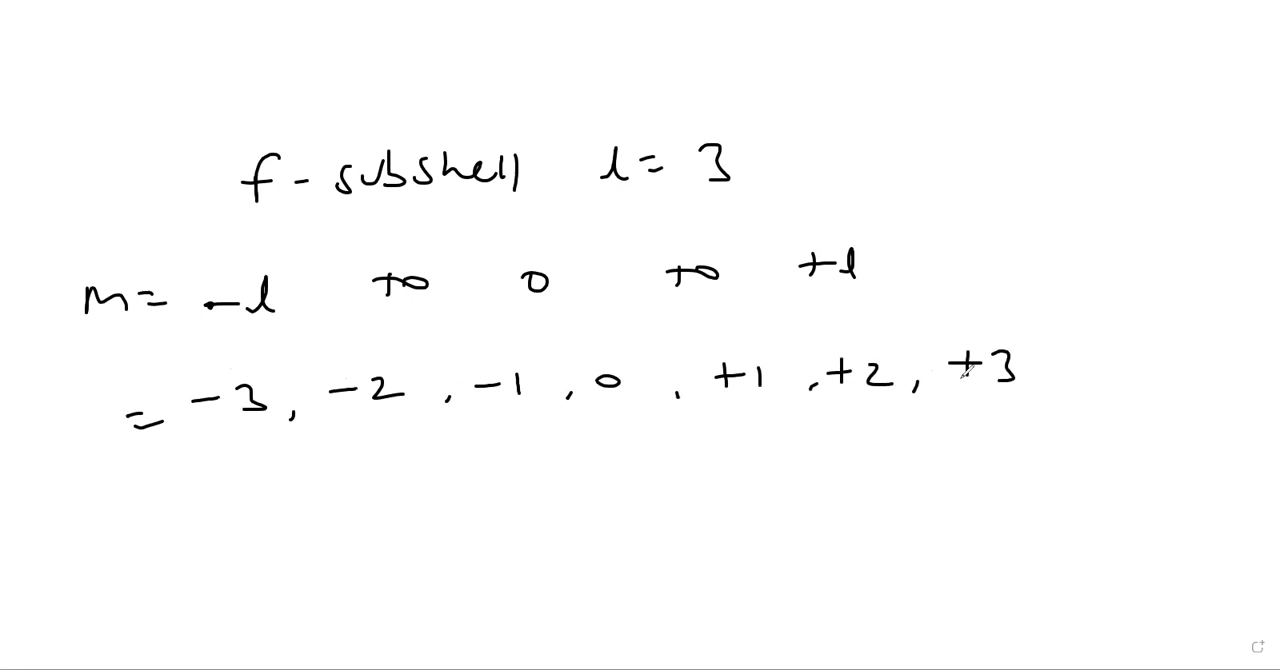 f - subshell l = 3
m = -l to 0 to +l
= -3, -2, -1, 0, +1, +2, +3